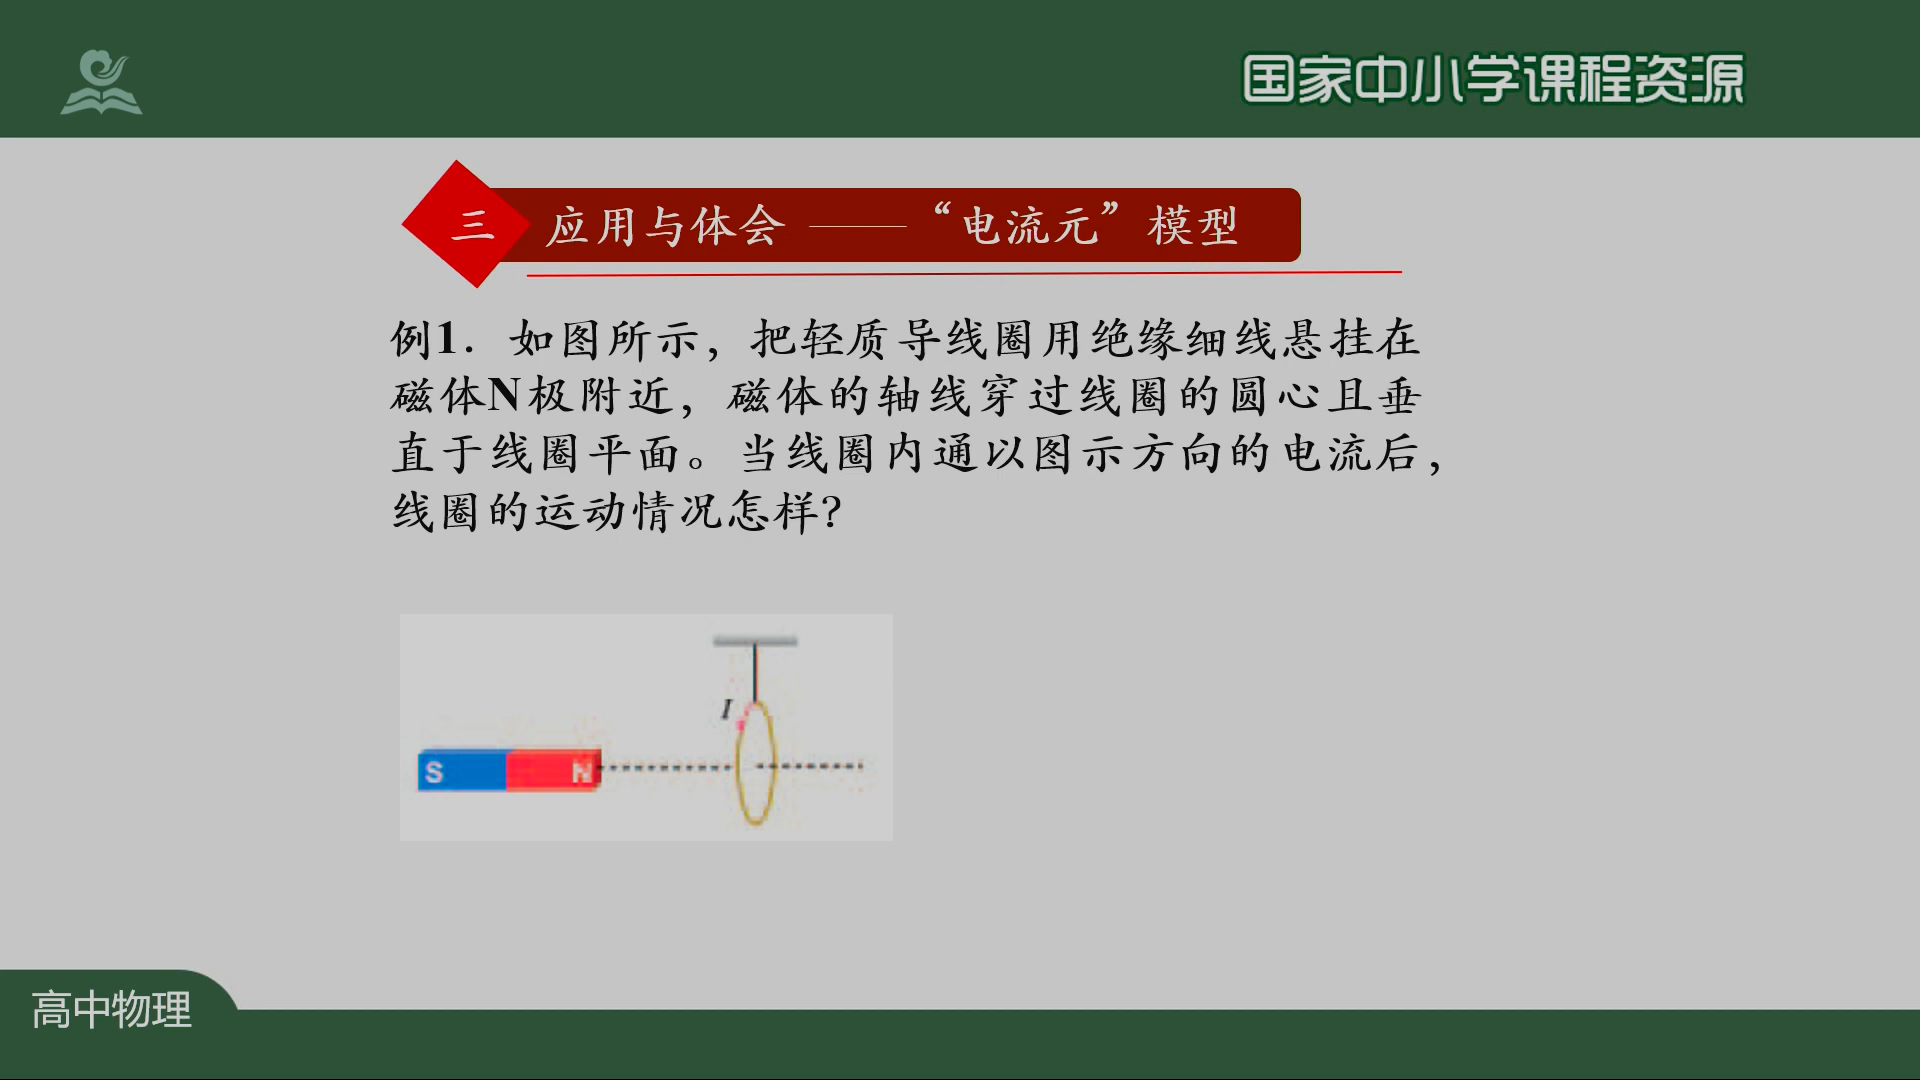 国家中小学课程资源
三 应用与体会 ——“电流元”模型
例1．如图所示，把轻质导线圈用绝缘细线悬挂在
磁体N极附近，磁体的轴线穿过线圈的圆心且垂
直于线圈平面。当线圈内通以图示方向的电流后，
线圈的运动情况怎样？
I
S N
高中物理